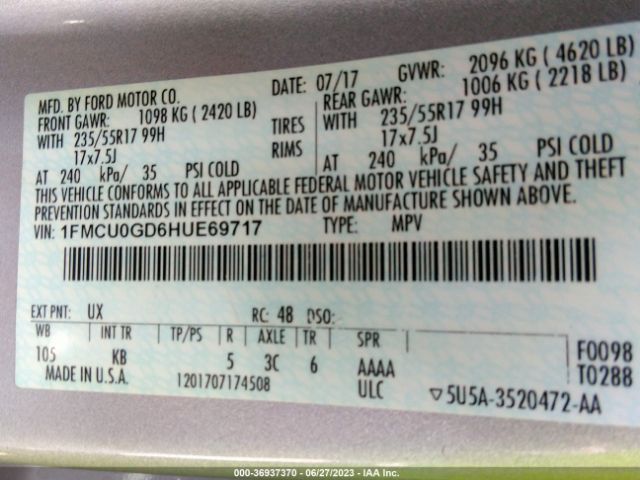 MFD. BY FORD MOTOR CO. DATE: 07/17 GVWR: 2096 KG ( 4620 LB)
FRONT GAWR: 1098 KG ( 2420 LB) REAR GAWR: 1006 KG ( 2218 LB)
WITH 235/55R17 99H TIRES WITH 235/55R17 99H
17x7.5J RIMS 17x7.5J
AT 240 kPa/ 35 PSI COLD AT 240 kPa/ 35 PSI COLD
THIS VEHICLE CONFORMS TO ALL APPLICABLE FEDERAL MOTOR VEHICLE SAFETY AND THEFT
PREVENTION STANDARDS IN EFFECT ON THE DATE OF MANUFACTURE SHOWN ABOVE.
VIN: 1FMCU0GD6HUE69717 TYPE: MPV
EXT PNT: UX RC: 48 DSO:
WB INT TR TP/PS R AXLE TR SPR
105 KB 5 3C 6 AAAA F0098
MADE IN U.S.A. 1201707174508 ULC T0288
▽5U5A-3520472-AA
000-36937370 | 06/27/2023 | IAA Inc.